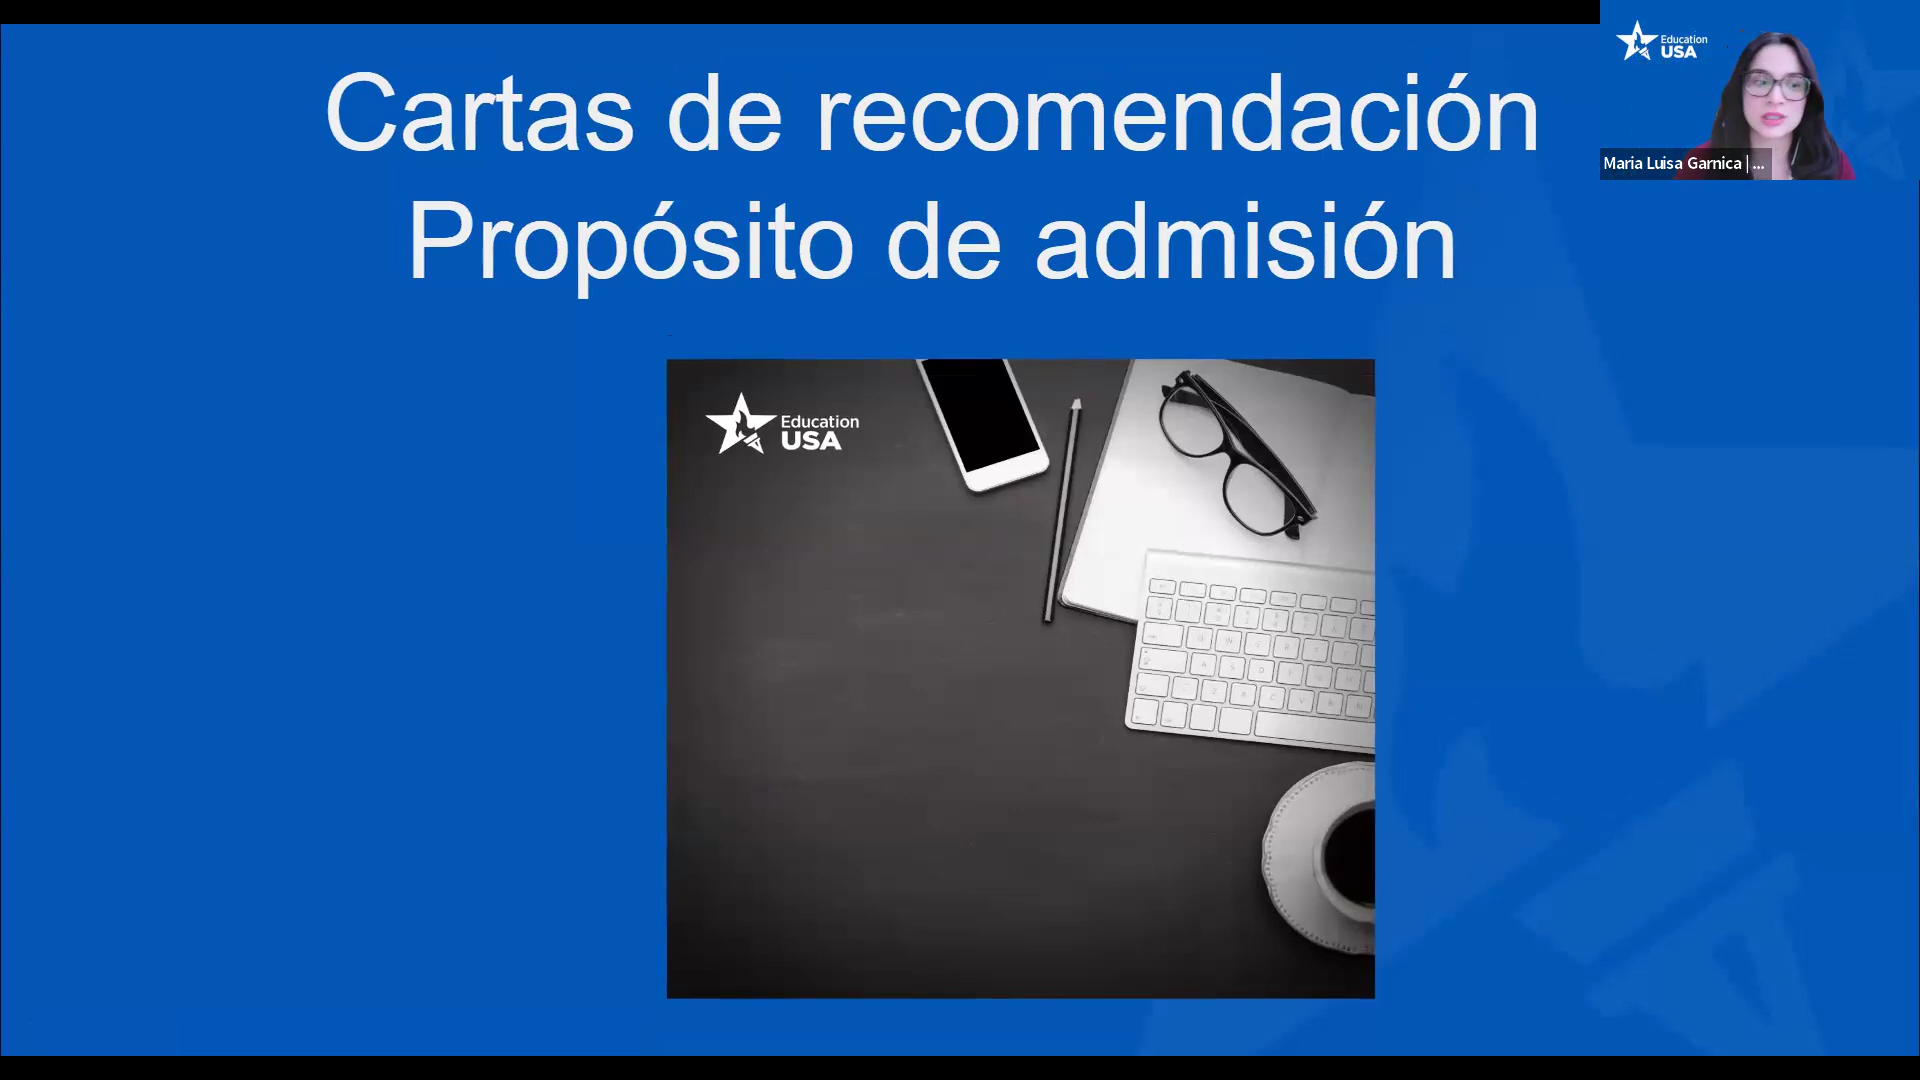 Cartas de recomendación
Propósito de admisión
Education
USA
Maria Luisa Garnica | ...
Education
USA